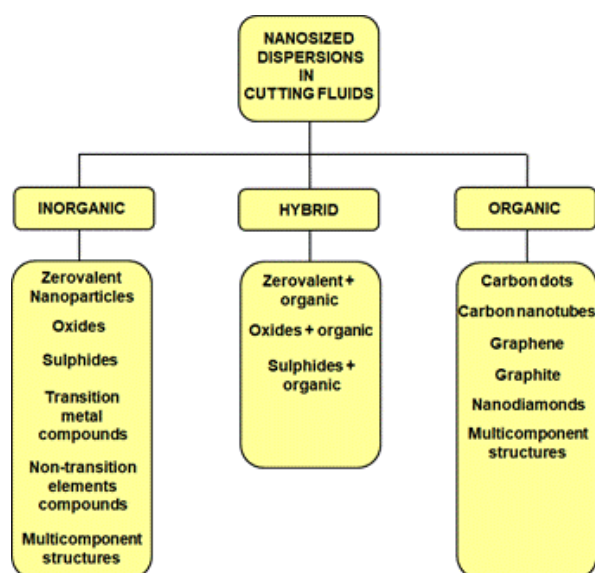 NANOSIZED
DISPERSIONS
IN
CUTTING FLUIDS
INORGANIC
HYBRID
ORGANIC
Zerovalent
Nanoparticles
Oxides
Sulphides
Transition
metal
compounds
Non-transition
elements
compounds
Multicomponent
structures
Zerovalent +
organic
Oxides + organic
Sulphides +
organic
Carbon dots
Carbon nanotubes
Graphene
Graphite
Nanodiamonds
Multicomponent
structures